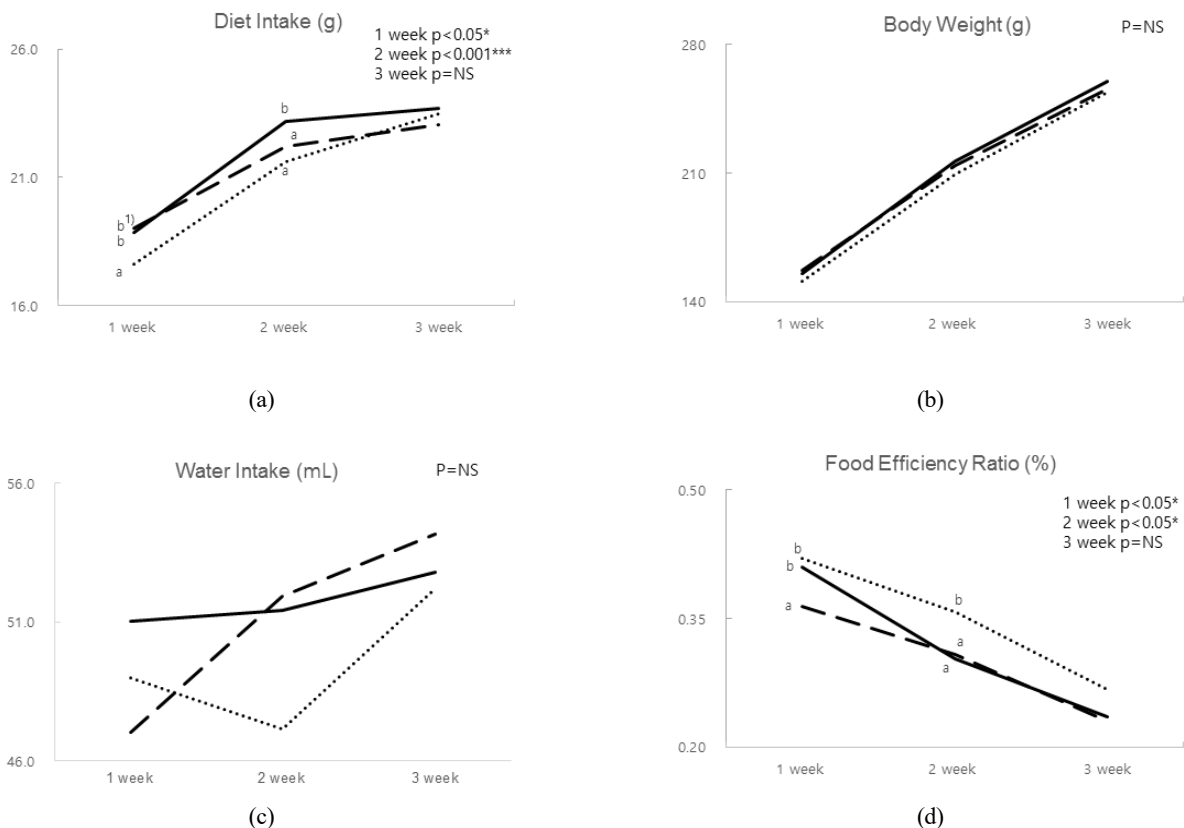 Diet Intake (g)
1 week p<0.05*
2 week p<0.001***
3 week p=NS
26.0
21.0
16.0
b
a
a
b1)
b
a
1 week
2 week
3 week
(a)
Body Weight (g)
P=NS
280
210
140
1 week
2 week
3 week
(b)
Water Intake (mL)
P=NS
56.0
51.0
46.0
1 week
2 week
3 week
(c)
Food Efficiency Ratio (%)
1 week p<0.05*
2 week p<0.05*
3 week p=NS
0.50
0.35
0.20
b
b
a
b
a
a
1 week
2 week
3 week
(d)